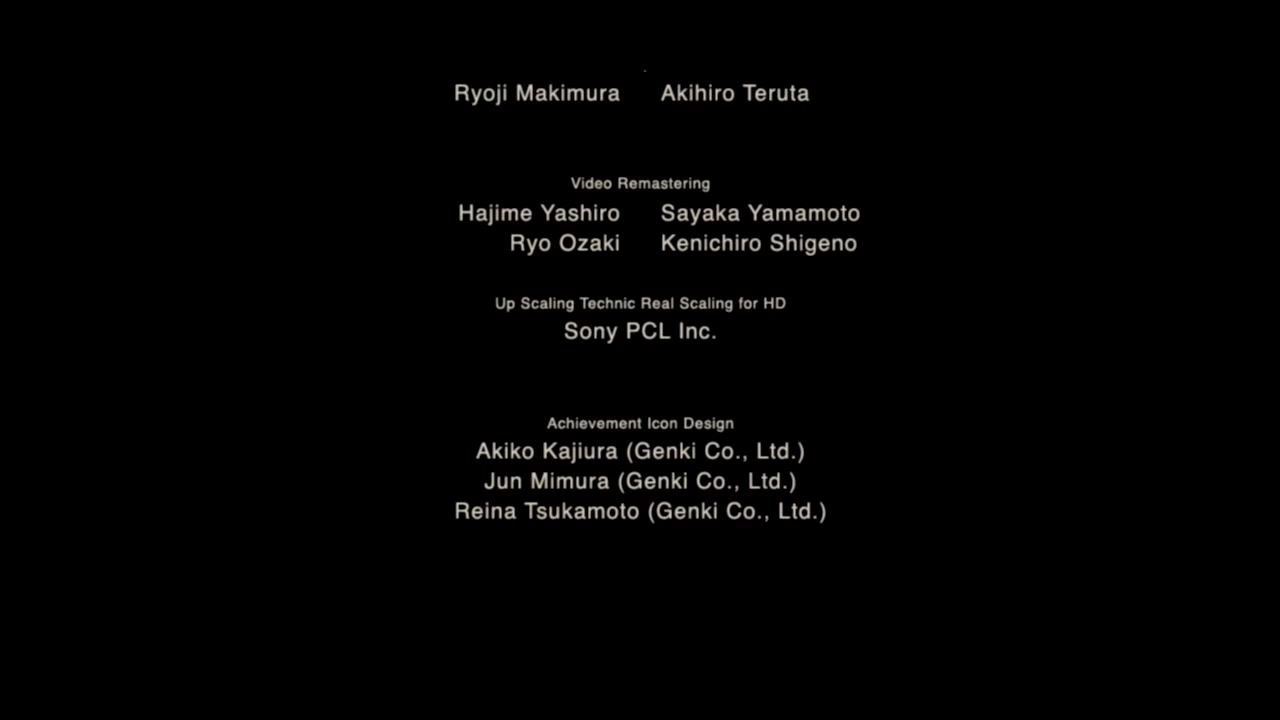 Ryoji Makimura Akihiro Teruta
Video Remastering
Hajime Yashiro Sayaka Yamamoto
Ryo Ozaki Kenichiro Shigeno
Up Scaling Technic Real Scaling for HD
Sony PCL Inc.
Achievement Icon Design
Akiko Kajiura (Genki Co., Ltd.)
Jun Mimura (Genki Co., Ltd.)
Reina Tsukamoto (Genki Co., Ltd.)